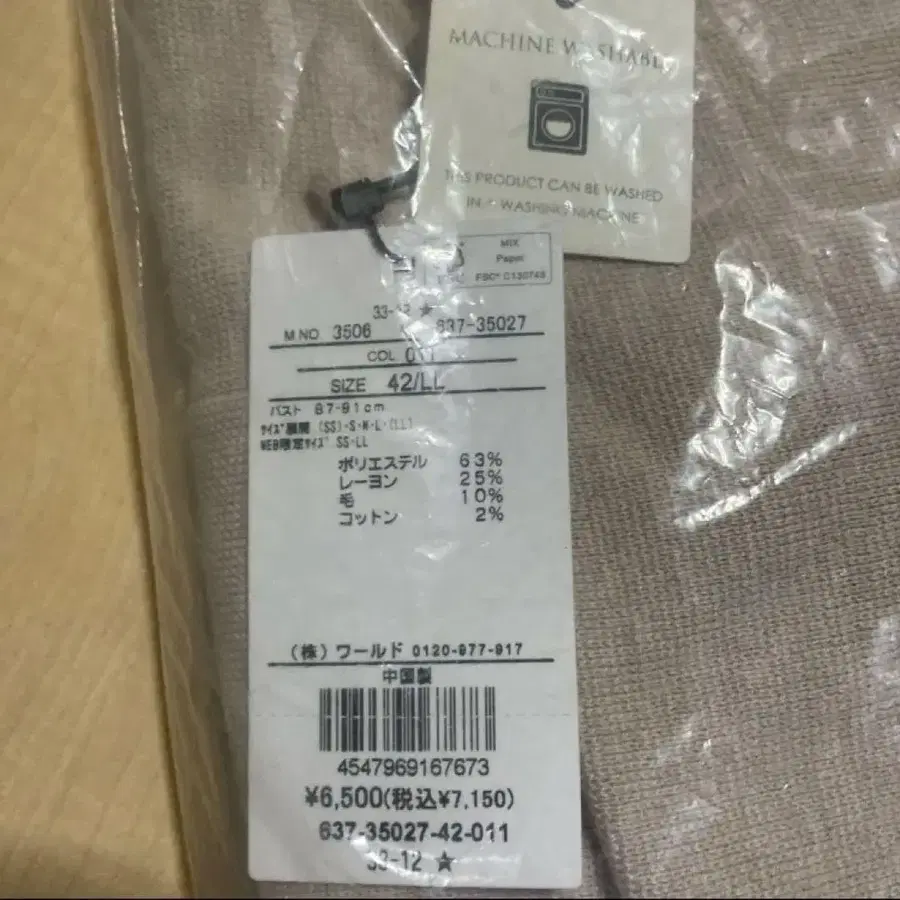 MACHINE WASHABLE
THIS PRODUCT CAN BE WASHED
IN A WASHING MACHINE
MIX
Paper
FSC® C130749
33-12 ★
M NO 3506 637-35027
COL 011
SIZE 42/LL
バスト 87-91cm
ｻｲｽﾞ展開 (SS)・S・M・L・(LL)
WEB限定ｻｲｽﾞ SS・LL
ポリエステル 63%
レーヨン 25%
毛 10%
コットン 2%
(株)ワールド 0120-977-917
中国製
4547969167673
¥6,500(税込¥7,150)
637-35027-42-011
33-12 ★